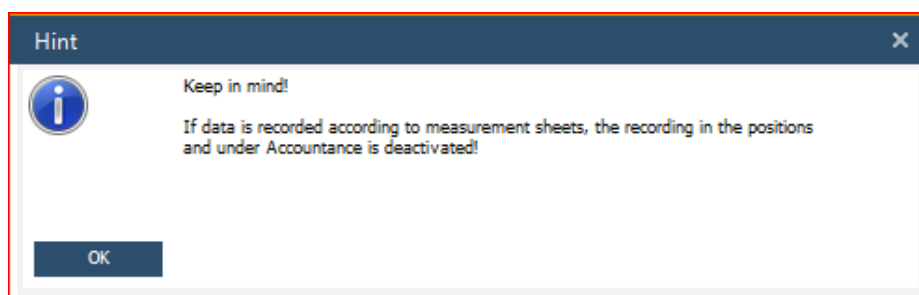 Hint
Keep in mind!
If data is recorded according to measurement sheets, the recording in the positions
and under Accountance is deactivated!
OK